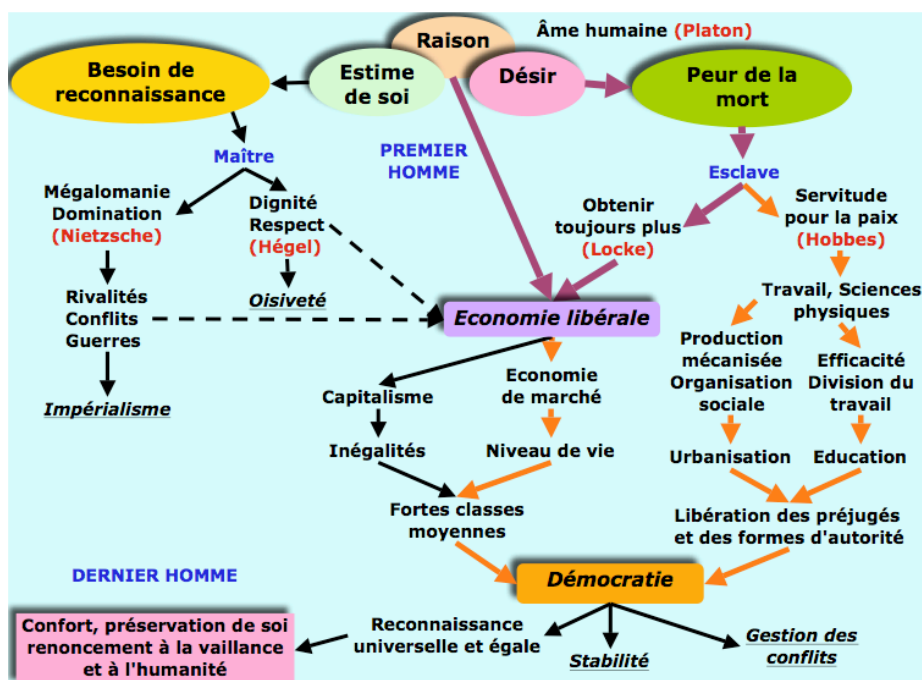 Âme humaine (Platon)
Raison
Besoin de
reconnaissance
Estime
de soi
Désir
Peur de la
mort
Maître
PREMIER
HOMME
Esclave
Mégalomanie
Domination
(Nietzsche)
Dignité
Respect
(Hégel)
Obtenir
toujours plus
(Locke)
Servitude
pour la paix
(Hobbes)
Rivalités
Conflits
Guerres
Oisiveté
Economie libérale
Travail, Sciences
physiques
Impérialisme
Capitalisme
Economie
de marché
Production
mécanisée
Organisation
sociale
Efficacité
Division du
travail
Inégalités
Niveau de vie
Urbanisation
Education
Fortes classes
moyennes
Libération des préjugés
et des formes d'autorité
DERNIER HOMME
Démocratie
Confort, préservation de soi
renoncement à la vaillance
et à l'humanité
Reconnaissance
universelle et égale
Stabilité
Gestion des
conflits